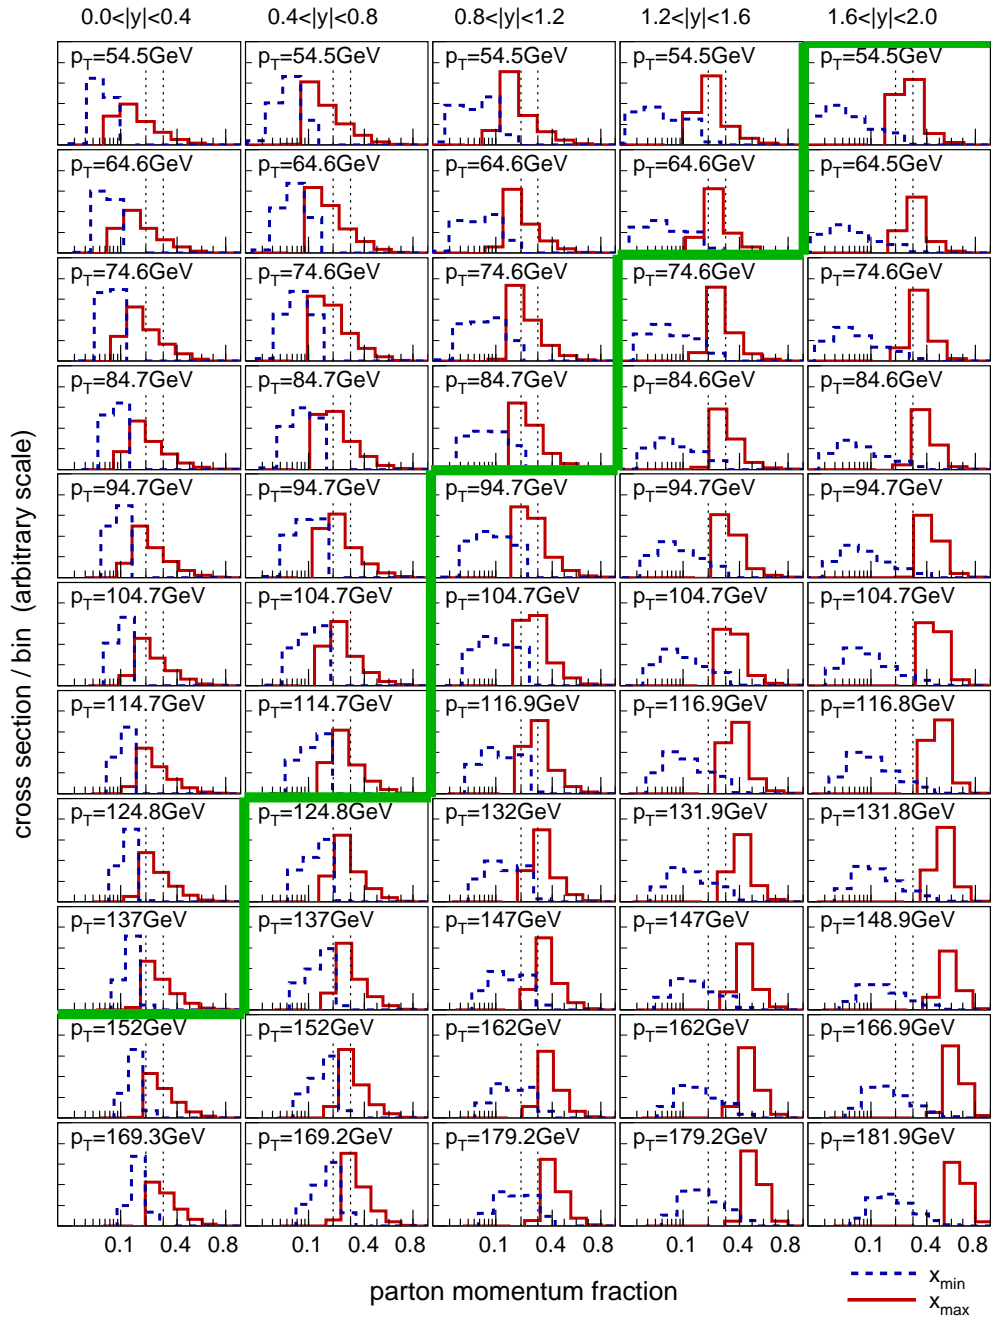 0.0<|y|<0.4 0.4<|y|<0.8 0.8<|y|<1.2 1.2<|y|<1.6 1.6<|y|<2.0
pT=54.5GeV pT=54.5GeV pT=54.5GeV pT=54.5GeV pT=54.5GeV
pT=64.6GeV pT=64.6GeV pT=64.6GeV pT=64.6GeV pT=64.5GeV
pT=74.6GeV pT=74.6GeV pT=74.6GeV pT=74.6GeV pT=74.6GeV
pT=84.7GeV pT=84.7GeV pT=84.7GeV pT=84.6GeV pT=84.6GeV
pT=94.7GeV pT=94.7GeV pT=94.7GeV pT=94.7GeV pT=94.7GeV
pT=104.7GeV pT=104.7GeV pT=104.7GeV pT=104.7GeV pT=104.7GeV
pT=114.7GeV pT=114.7GeV pT=116.9GeV pT=116.9GeV pT=116.8GeV
pT=124.8GeV pT=124.8GeV pT=132GeV pT=131.9GeV pT=131.8GeV
pT=137GeV pT=137GeV pT=147GeV pT=147GeV pT=148.9GeV
pT=152GeV pT=152GeV pT=162GeV pT=162GeV pT=166.9GeV
pT=169.3GeV pT=169.2GeV pT=179.2GeV pT=179.2GeV pT=181.9GeV
cross section / bin (arbitrary scale)
0.1 0.4 0.1 0.4 0.8 0.1 0.4 0.8 0.1 0.4 0.8 0.1 0.4 0.8
parton momentum fraction
xmin
xmax